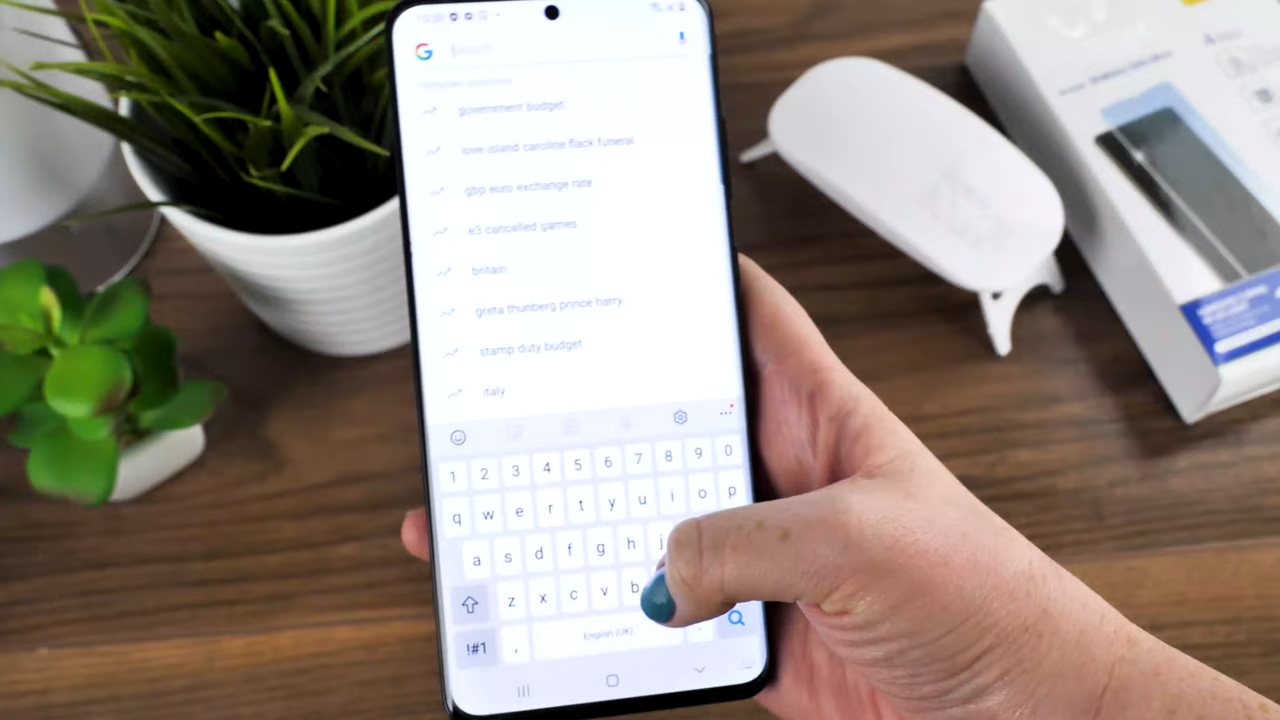 G
government budget
love island caroline flack funeral
gbp euro exchange rate
e3 cancelled games
britain
greta thunberg prince harry
stamp duty budget
italy
1 2 3 4 5 6 7 8 9 0
q w e r t y u i o p
a s d f g h j
z x c v b
!#1 , English (UK) .